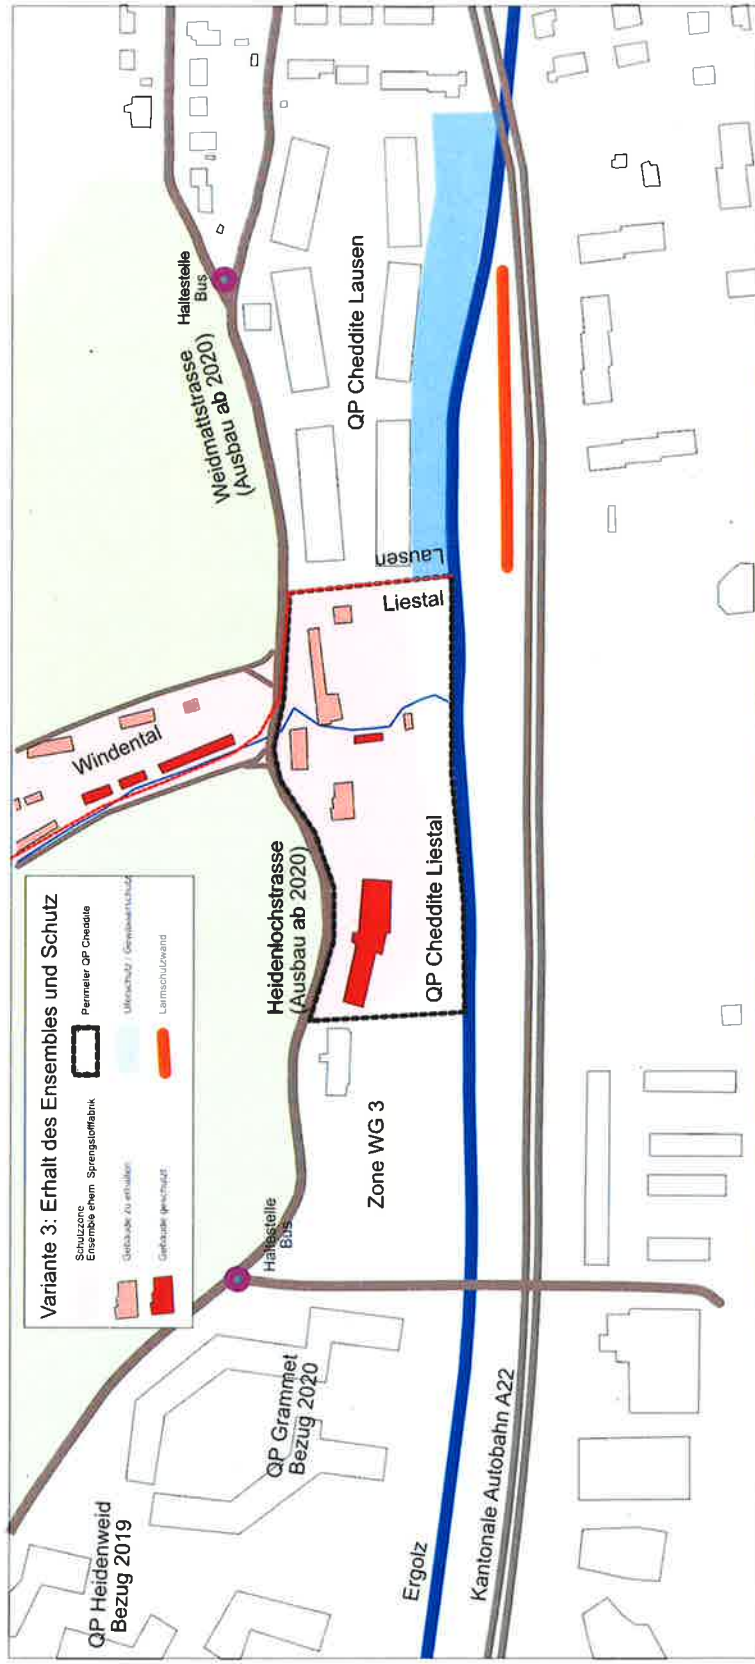 Variante 3: Erhalt des Ensembles und Schutz
Schutzzone
Ensemble ehem. Sprengstofffabrik
Perimeter QP Cheddite
Gebäude zu erhalten
Uferschutz / Gewässerschutz
Gebäude geschützt
Lärmschutzwand
QP Heidenweid
Bezug 2019
QP Grammet
Bezug 2020
Haltestelle
Bus
Zone WG 3
Heidenlochstrasse
(Ausbau ab 2020)
QP Cheddite Liestal
Windental
Liestal
Lausen
Weidmattstrasse
(Ausbau ab 2020)
Haltestelle
Bus
QP Cheddite Lausen
Ergolz
Kantonale Autobahn A22